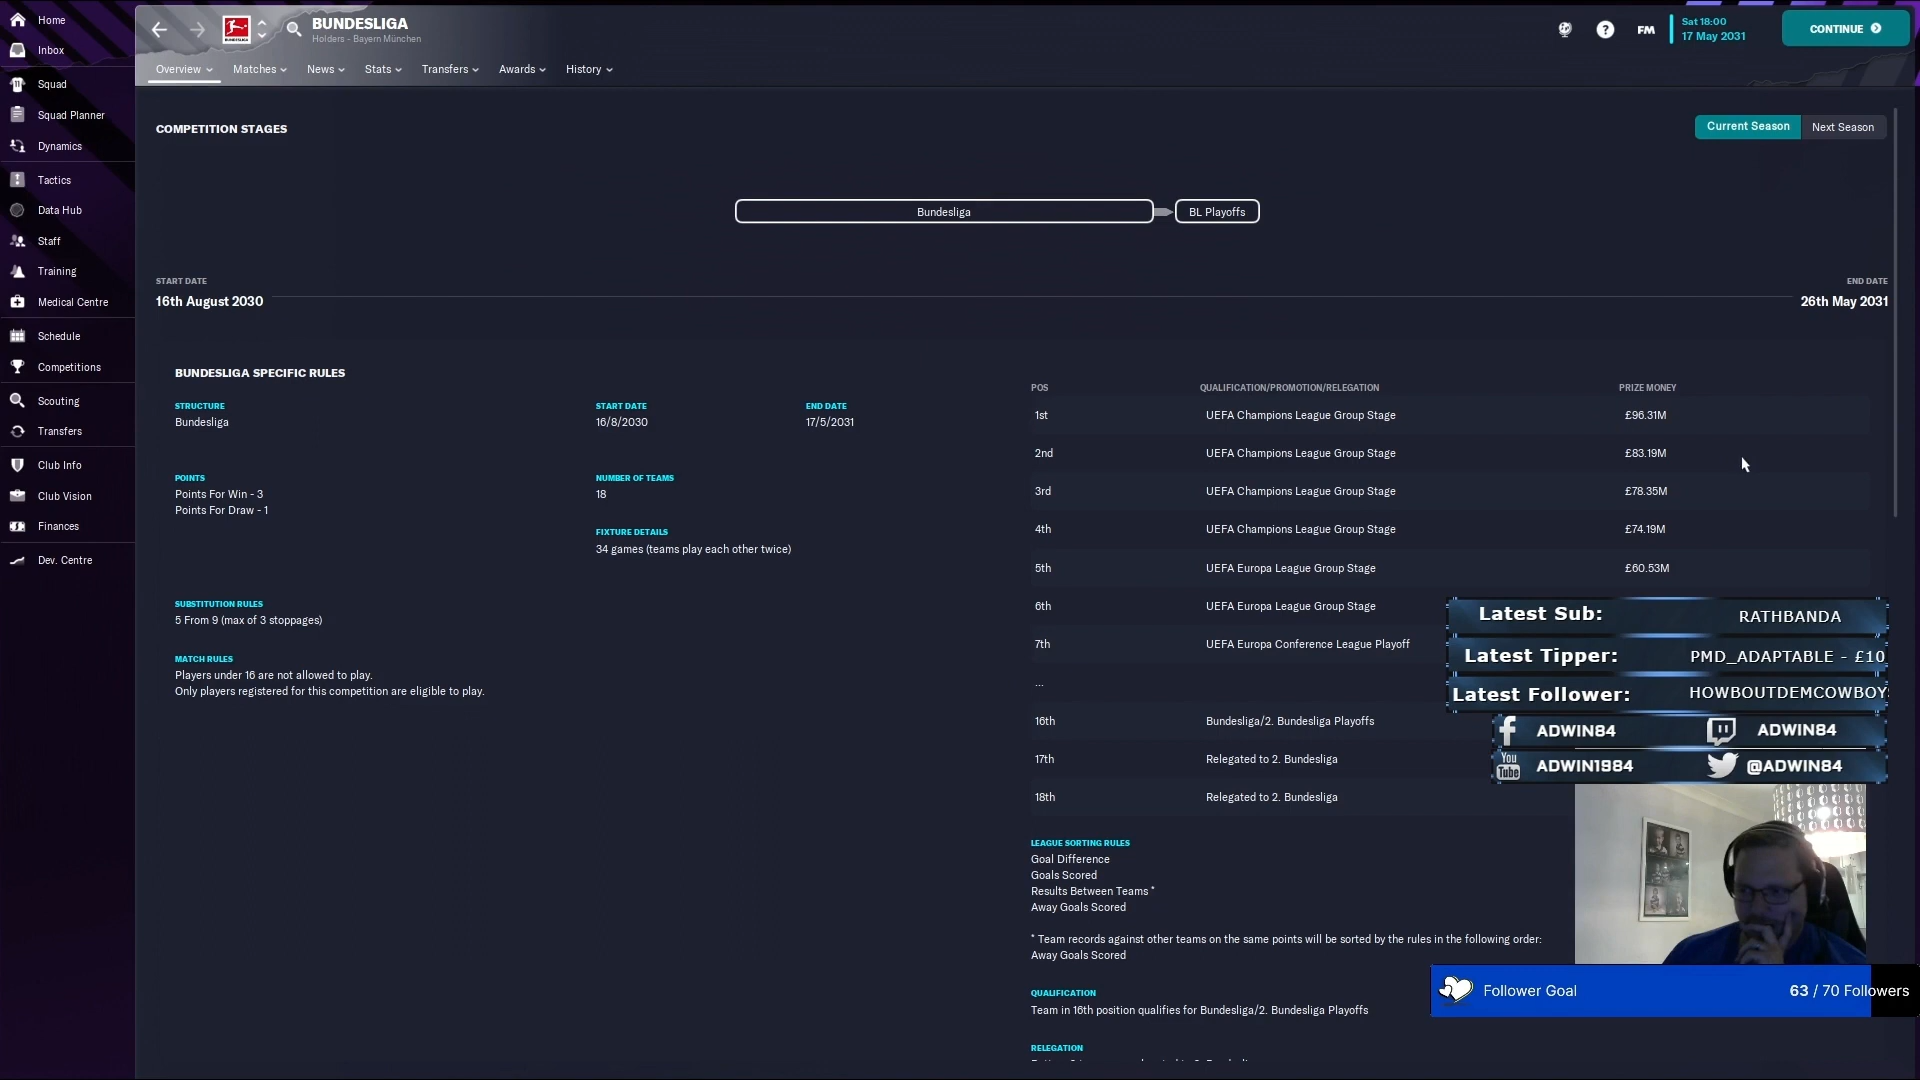 Home
Inbox
Squad
Squad Planner
Dynamics
Tactics
Data Hub
Staff
Training
Medical Centre
Schedule
Competitions
Scouting
Transfers
Club Info
Club Vision
Finances
Dev. Centre
BUNDESLIGA
Holders - Bayern München
FM
Sat 18:00
17 May 2031
CONTINUE
Overview
Matches
News
Stats
Transfers
Awards
History
COMPETITION STAGES
Current Season
Next Season
Bundesliga
BL Playoffs
START DATE
16th August 2030
END DATE
26th May 2031
BUNDESLIGA SPECIFIC RULES
STRUCTURE
Bundesliga
START DATE
16/8/2030
END DATE
17/5/2031
POINTS
Points For Win - 3
Points For Draw - 1
NUMBER OF TEAMS
18
FIXTURE DETAILS
34 games (teams play each other twice)
SUBSTITUTION RULES
5 From 9 (max of 3 stoppages)
MATCH RULES
Players under 16 are not allowed to play.
Only players registered for this competition are eligible to play.
POS QUALIFICATION/PROMOTION/RELEGATION PRIZE MONEY
1st UEFA Champions League Group Stage £96.31M
2nd UEFA Champions League Group Stage £83.19M
3rd UEFA Champions League Group Stage £78.35M
4th UEFA Champions League Group Stage £74.19M
5th UEFA Europa League Group Stage £60.53M
6th UEFA Europa League Group Stage
7th UEFA Europa Conference League Playoff
...
16th Bundesliga/2. Bundesliga Playoffs
17th Relegated to 2. Bundesliga
18th Relegated to 2. Bundesliga
LEAGUE SORTING RULES
Goal Difference
Goals Scored
Results Between Teams *
Away Goals Scored
* Team records against other teams on the same points will be sorted by the rules in the following order:
Away Goals Scored
QUALIFICATION
Team in 16th position qualifies for Bundesliga/2. Bundesliga Playoffs
RELEGATION
Latest Sub: RATHBANDA
Latest Tipper: PMD_ADAPTABLE - £10
Latest Follower: HOWBOUTDEMCOWBOY
ADWIN84
ADWIN84
You Tube ADWIN1984
@ADWIN84
Follower Goal 63 / 70 Followers